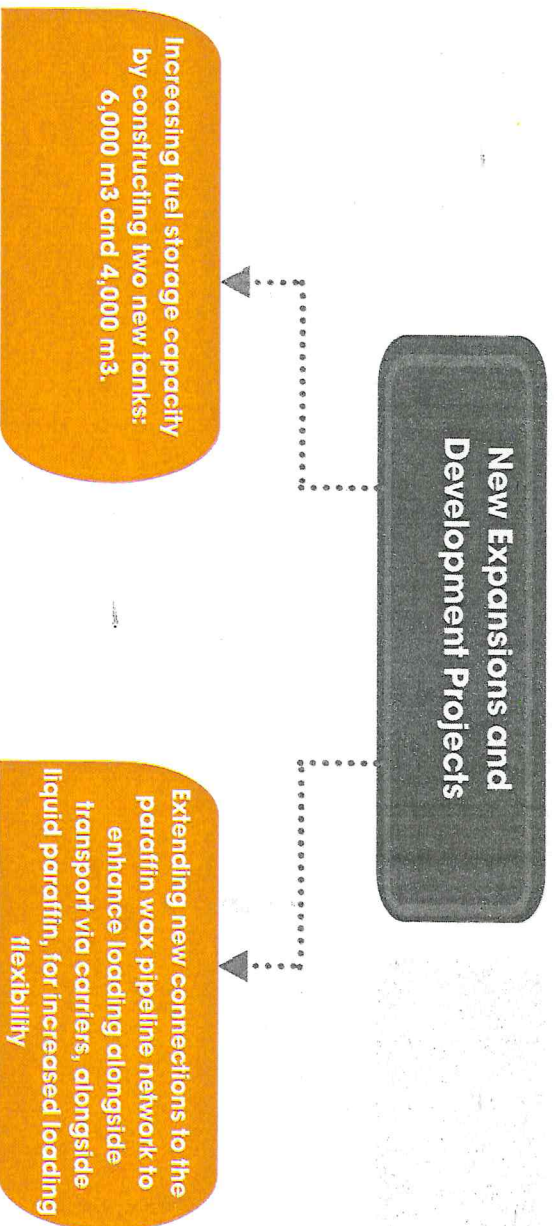 New Expansions and
Development Projects
Increasing fuel storage capacity
by constructing two new tanks:
6,000 m3 and 4,000 m3.
Extending new connections to the
paraffin wax pipeline network to
enhance loading alongside
transport via carriers, alongside
liquid paraffin, for increased loading
flexibility